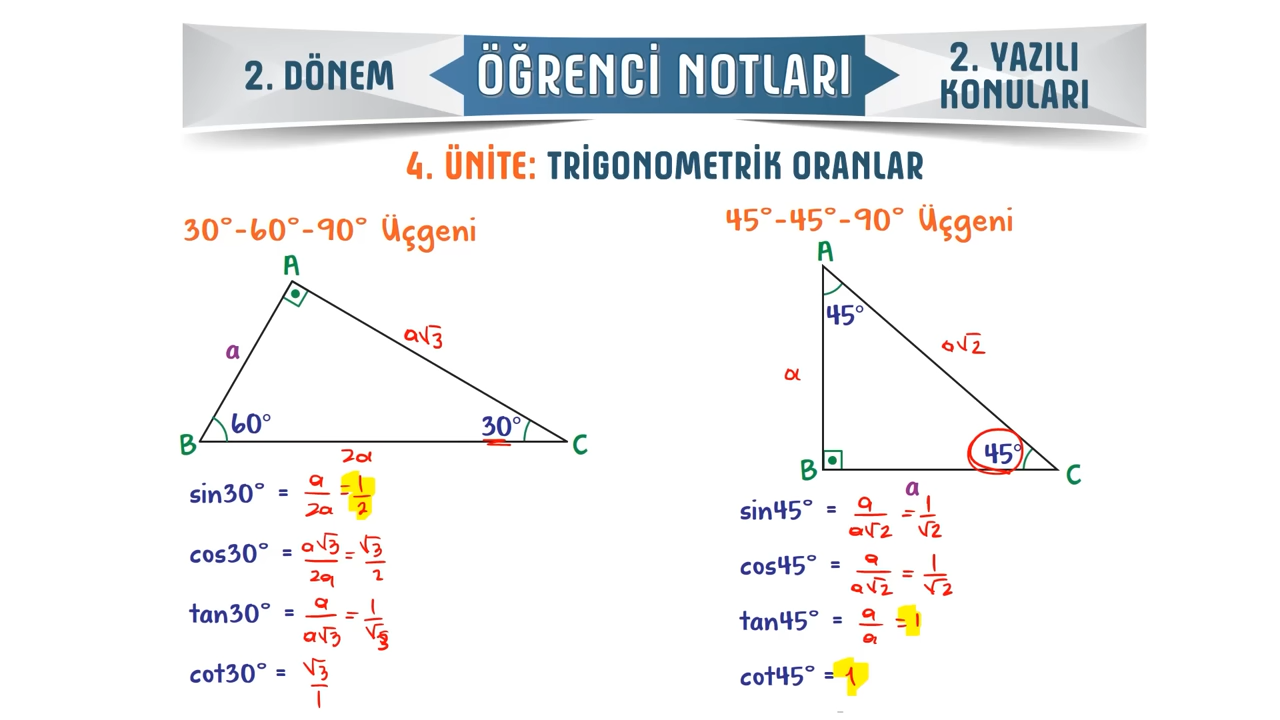 2. DÖNEM
ÖĞRENCİ NOTLARI
2. YAZILI
KONULARI
4. ÜNİTE: TRİGONOMETRİK ORANLAR
30°-60°-90° Üçgeni
A
a
a√3
60°
30°
B
C
2a
sin30° = a/2a = 1/2
cos30° = a√3/2a = √3/2
tan30° = a/a√3 = 1/√3
cot30° = √3/1
45°-45°-90° Üçgeni
A
45°
a√2
a
45°
B
C
a
sin45° = a/a√2 = 1/√2
cos45° = a/a√2 = 1/√2
tan45° = a/a = 1
cot45° = 1